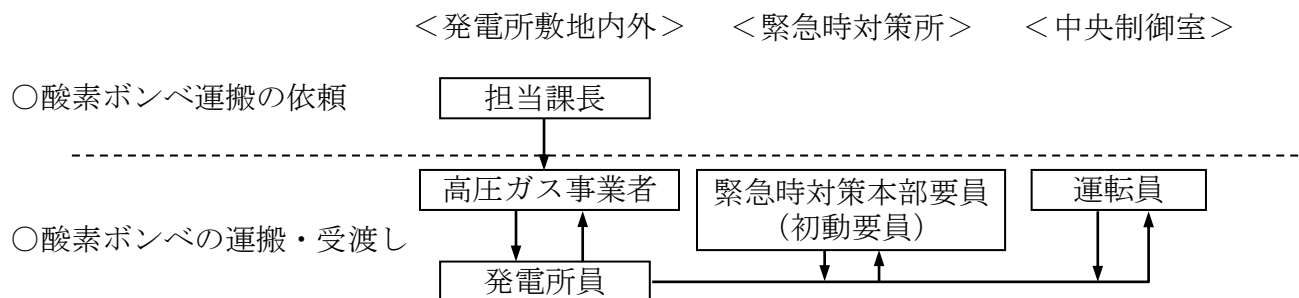 ＜発電所敷地内外＞ ＜緊急時対策所＞ ＜中央制御室＞
○酸素ボンベ運搬の依頼 担当課長
高圧ガス事業者 緊急時対策本部要員 運転員
（初動要員）
○酸素ボンベの運搬・受渡し
発電所員